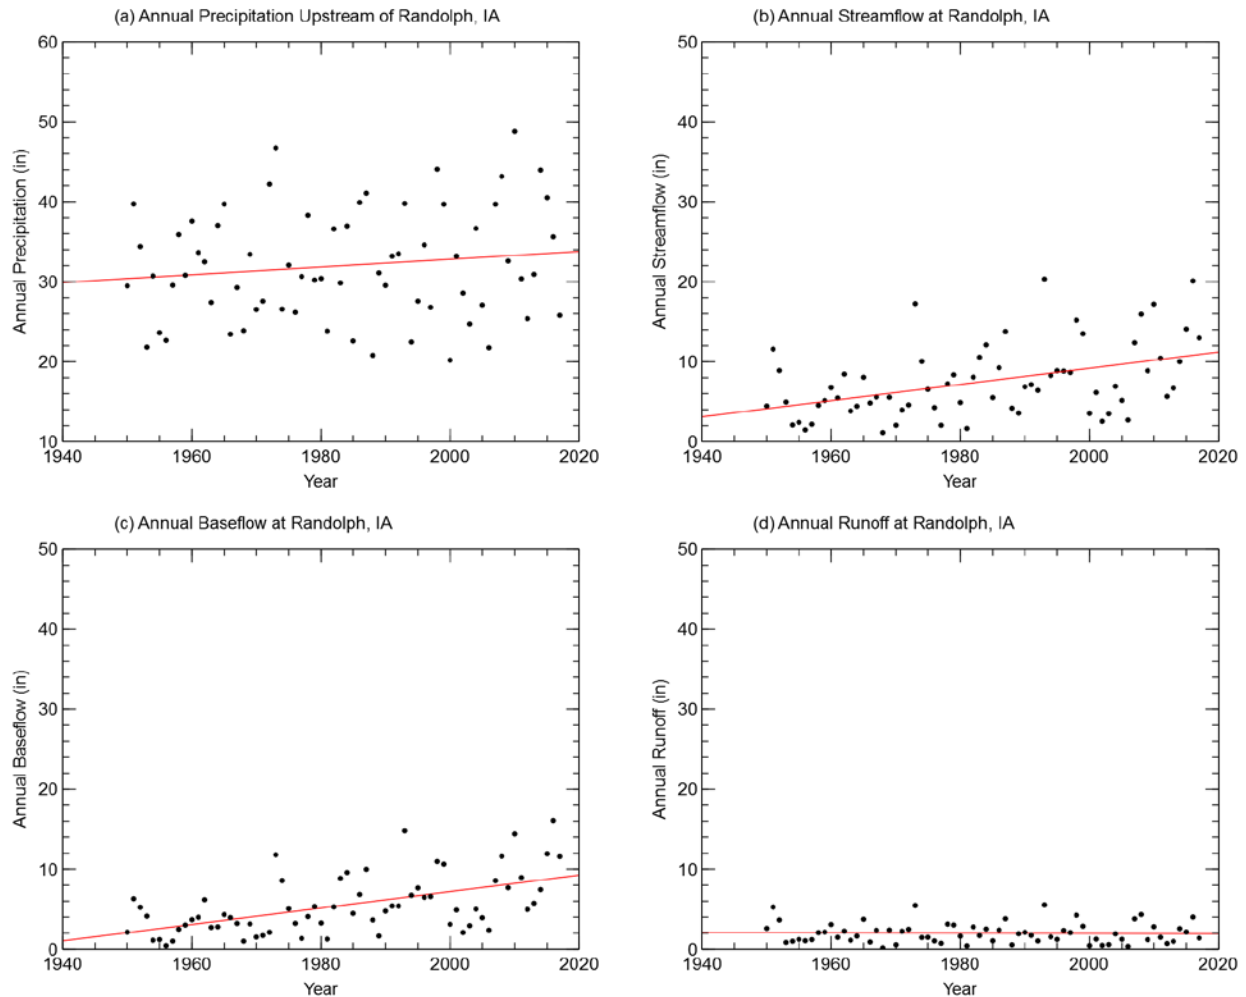 (a) Annual Precipitation Upstream of Randolph, IA
60
50
40
30
20
10
Annual Precipitation (in)
1940 1960 1980 2000 2020
Year
(b) Annual Streamflow at Randolph, IA
50
40
30
20
10
0
Annual Streamflow (in)
1940 1960 1980 2000 2020
Year
(c) Annual Baseflow at Randolph, IA
50
40
30
20
10
0
Annual Baseflow (in)
1940 1960 1980 2000 2020
Year
(d) Annual Runoff at Randolph, IA
50
40
30
20
10
0
Annual Runoff (in)
1940 1960 1980 2000 2020
Year